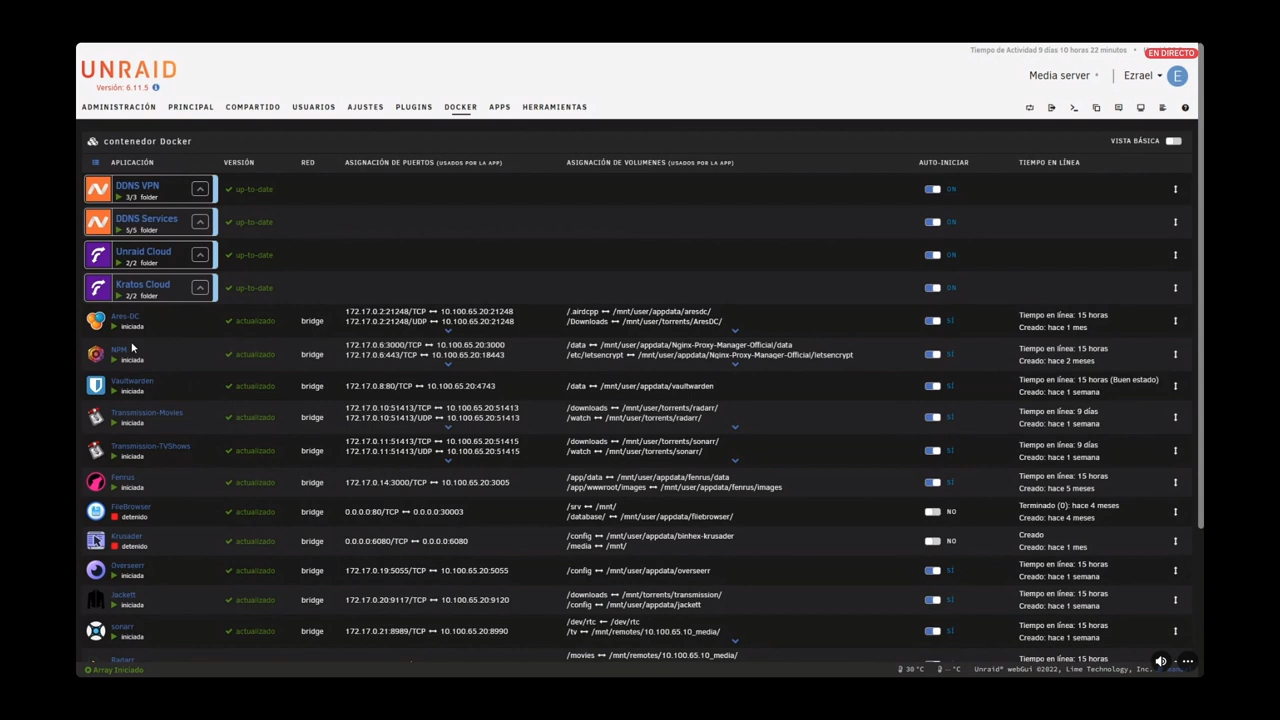 Tiempo de Actividad 9 días 10 horas 22 minutos •
EN DIRECTO
UNRAID
Versión: 6.11.5
Media server •
Ezrael
E
ADMINISTRACIÓN PRINCIPAL COMPARTIDO USUARIOS AJUSTES PLUGINS DOCKER APPS HERRAMIENTAS
contenedor Docker
VISTA BÁSICA
APLICACIÓN VERSIÓN RED ASIGNACIÓN DE PUERTOS (USADOS POR LA APP) ASIGNACIÓN DE VOLUMENES (USADOS POR LA APP) AUTO-INICIAR TIEMPO EN LÍNEA
DDNS VPN
3/3 folder
up-to-date
ON
DDNS Services
5/5 folder
up-to-date
ON
Unraid Cloud
2/2 folder
up-to-date
ON
Kratos Cloud
2/2 folder
up-to-date
ON
Ares-DC
iniciada
actualizado
bridge
172.17.0.2:21248/TCP ↔ 10.100.65.20:21248
172.17.0.2:21248/UDP ↔ 10.100.65.20:21248
/.airdcpp ↔ /mnt/user/appdata/aresdc/
/Downloads ↔ /mnt/user/torrents/AresDC/
SÍ
Tiempo en línea: 15 horas
Creado: hace 1 mes
NPM
iniciada
actualizado
bridge
172.17.0.6:3000/TCP ↔ 10.100.65.20:3000
172.17.0.6:443/TCP ↔ 10.100.65.20:18443
/data ↔ /mnt/user/appdata/Nginx-Proxy-Manager-Official/data
/etc/letsencrypt ↔ /mnt/user/appdata/Nginx-Proxy-Manager-Official/letsencrypt
SÍ
Tiempo en línea: 15 horas
Creado: hace 2 meses
Vaultwarden
iniciada
actualizado
bridge
172.17.0.8:80/TCP ↔ 10.100.65.20:4743
/data ↔ /mnt/user/appdata/vaultwarden
SÍ
Tiempo en línea: 15 horas (Buen estado)
Creado: hace 1 semana
Transmission-Movies
iniciada
actualizado
bridge
172.17.0.10:51413/TCP ↔ 10.100.65.20:51413
172.17.0.10:51413/UDP ↔ 10.100.65.20:51413
/downloads ↔ /mnt/user/torrents/radarr/
/watch ↔ /mnt/user/torrents/radarr/
SÍ
Tiempo en línea: 9 días
Creado: hace 1 semana
Transmission-TVShows
iniciada
actualizado
bridge
172.17.0.11:51413/TCP ↔ 10.100.65.20:51415
172.17.0.11:51413/UDP ↔ 10.100.65.20:51415
/downloads ↔ /mnt/user/torrents/sonarr/
/watch ↔ /mnt/user/torrents/sonarr/
SÍ
Tiempo en línea: 9 días
Creado: hace 1 semana
Fenrus
iniciada
actualizado
bridge
172.17.0.14:3000/TCP ↔ 10.100.65.20:3005
/app/data ↔ /mnt/user/appdata/fenrus/data
/app/wwwroot/images ↔ /mnt/user/appdata/fenrus/images
SÍ
Tiempo en línea: 15 horas
Creado: hace 5 meses
FileBrowser
detenido
actualizado
bridge
0.0.0.0:80/TCP ↔ 0.0.0.0:30003
/srv ↔ /mnt/
/database/ ↔ /mnt/user/appdata/filebrowser/
NO
Terminado (0): hace 4 meses
Creado: hace 4 meses
Krusader
detenido
actualizado
bridge
0.0.0.0:6080/TCP ↔ 0.0.0.0:6080
/config ↔ /mnt/user/appdata/binhex-krusader
/media ↔ /mnt/
NO
Creado
Creado: hace 1 mes
Overseerr
iniciada
actualizado
bridge
172.17.0.19:5055/TCP ↔ 10.100.65.20:5055
/config ↔ /mnt/user/appdata/overseerr
SÍ
Tiempo en línea: 15 horas
Creado: hace 1 semana
Jackett
iniciada
actualizado
bridge
172.17.0.20:9117/TCP ↔ 10.100.65.20:9120
/downloads ↔ /mnt/torrents/transmission/
/config ↔ /mnt/user/appdata/jackett
SÍ
Tiempo en línea: 15 horas
Creado: hace 1 semana
sonarr
iniciada
actualizado
bridge
172.17.0.21:8989/TCP ↔ 10.100.65.20:8990
/dev/rtc ↔ /dev/rtc
/tv ↔ /mnt/remotes/10.100.65.10_media/
SÍ
Tiempo en línea: 15 horas
Creado: hace 1 semana
Radarr
/movies ↔ /mnt/remotes/10.100.65.10_media/
Tiempo en línea: 15 horas
Array Iniciado
30 °C
-- °C
Unraid® webGui ©2022, Lime Technology, Inc.